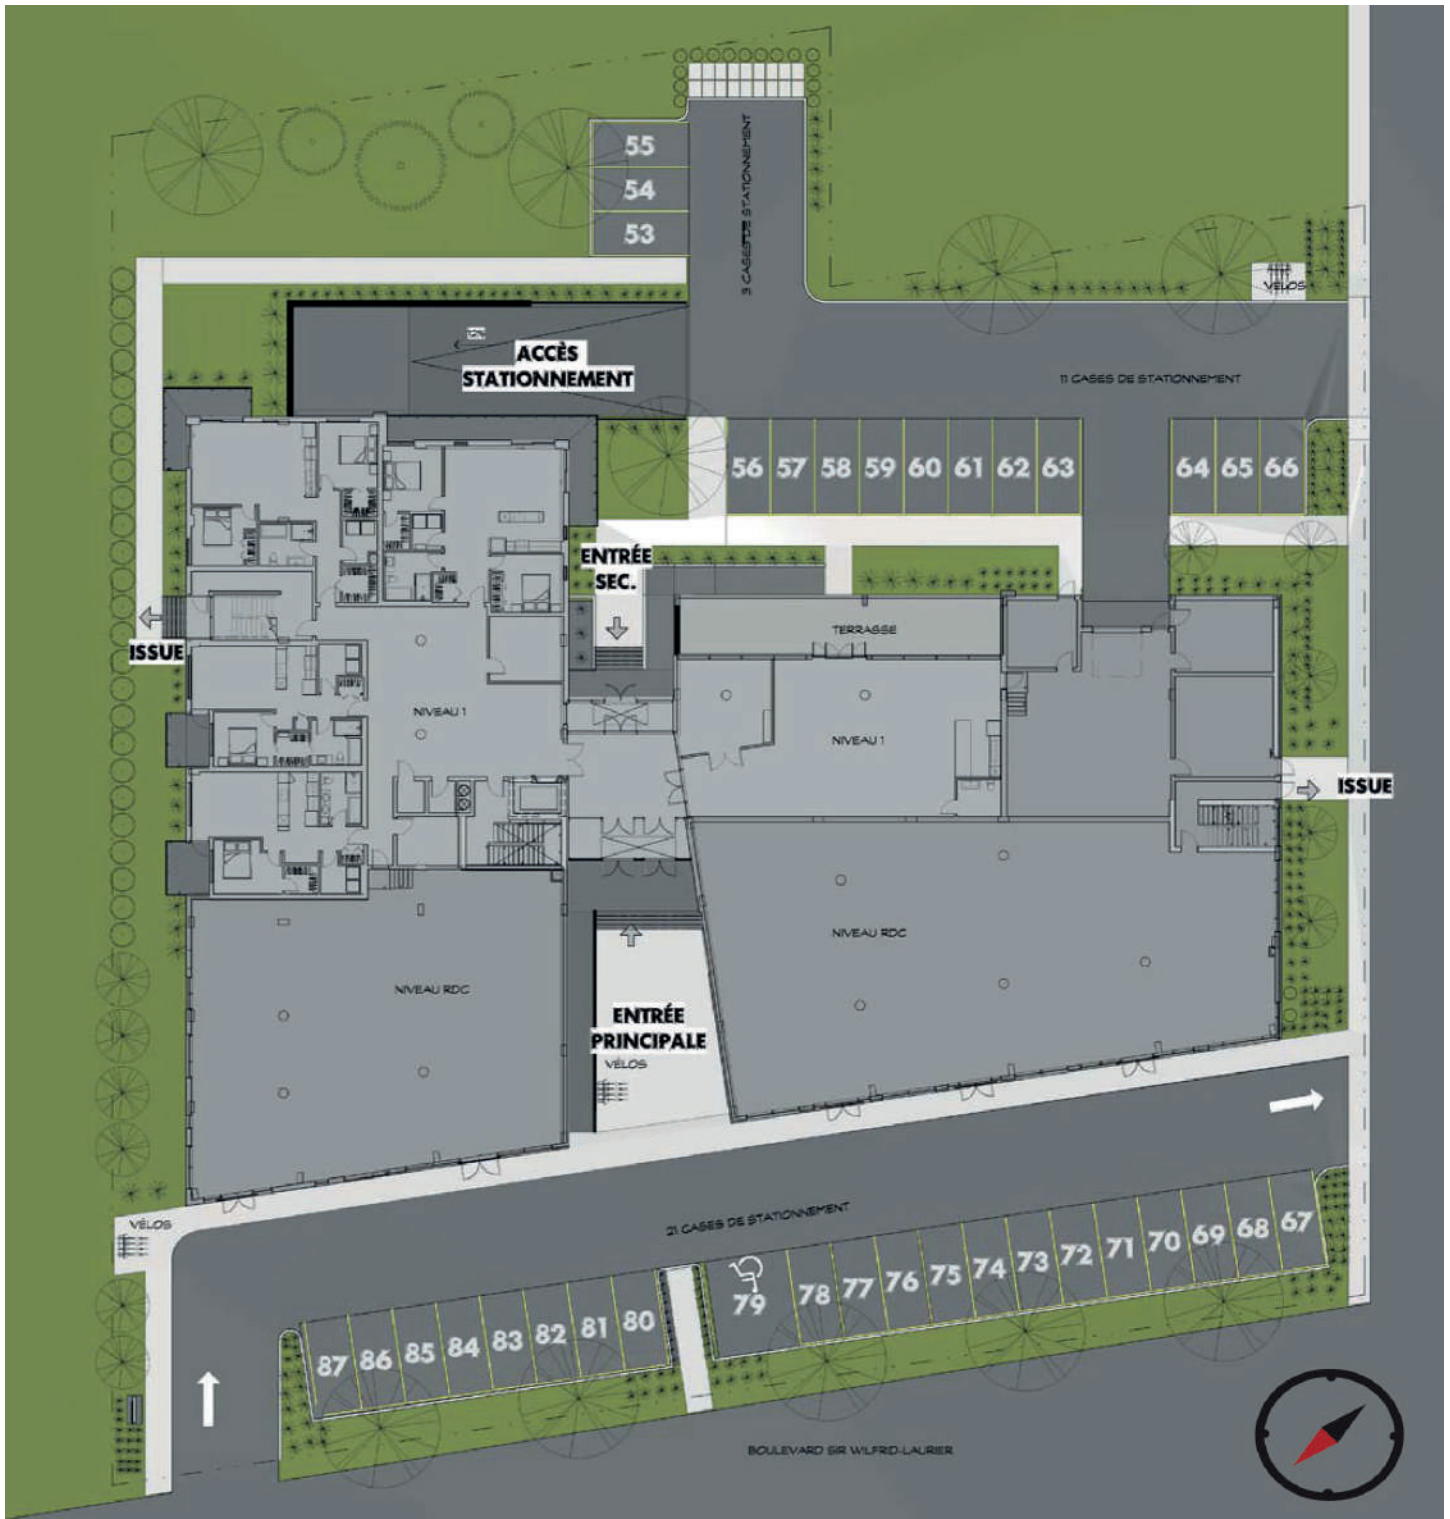 55
54
53
3 CASES DE STATIONNEMENT
VÉLOS
ACCÈS
STATIONNEMENT
11 CASES DE STATIONNEMENT
56 57 58 59 60 61 62 63
64 65 66
ENTRÉE
SEC.
TERRASSE
ISSUE
NIVEAU 1
NIVEAU 1
ISSUE
NIVEAU RDC
NIVEAU RDC
ENTRÉE
PRINCIPALE
VÉLOS
VÉLOS
21 CASES DE STATIONNEMENT
87 86 85 84 83 82 81 80
79 78 77 76 75 74 73 72 71 70 69 68 67
BOULEVARD SIR WILFRID-LAURIER